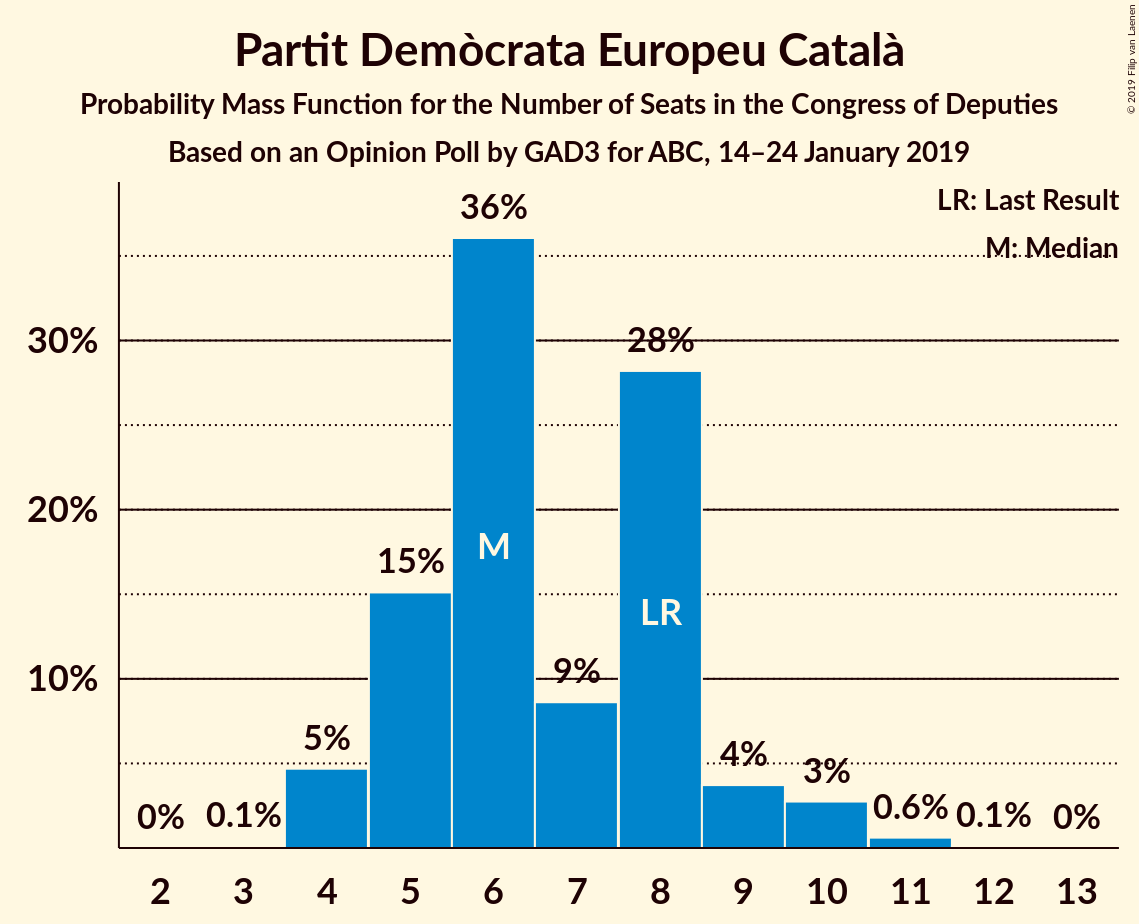 Partit Demòcrata Europeu Català
Probability Mass Function for the Number of Seats in the Congress of Deputies
Based on an Opinion Poll by GAD3 for ABC, 14–24 January 2019
© 2019 Filip van Laenen
LR: Last Result
M: Median
30%
20%
10%
0%
0.1%
5%
15%
36%
9%
28%
4%
3%
0.6%
0.1%
0%
M
LR
2 3 4 5 6 7 8 9 10 11 12 13